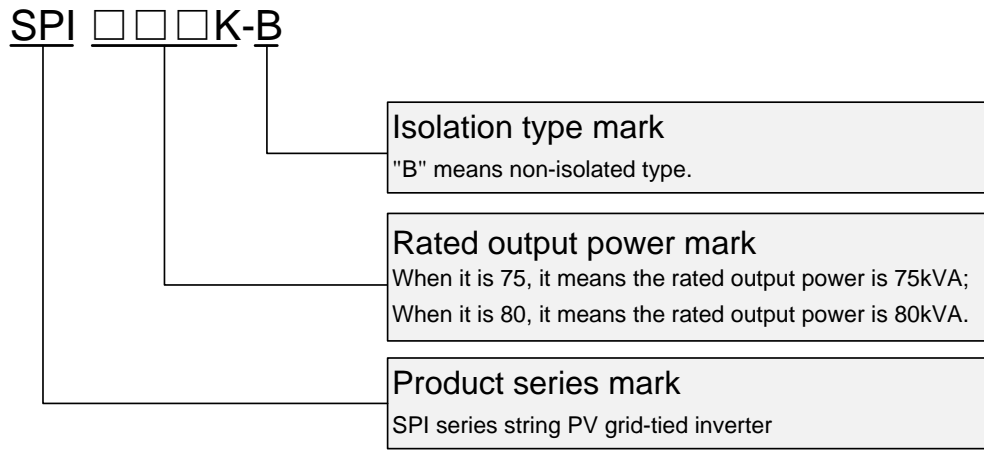 SPI □□□K-B
Isolation type mark
"B" means non-isolated type.
Rated output power mark
When it is 75, it means the rated output power is 75kVA;
When it is 80, it means the rated output power is 80kVA.
Product series mark
SPI series string PV grid-tied inverter